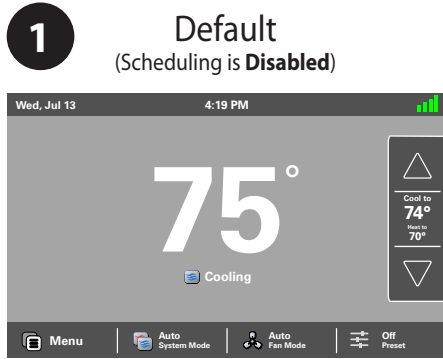 1
Default
(Scheduling is Disabled)
Wed, Jul 13
4:19 PM
75°
Cooling
Cool to
74°
Heat to
70°
Menu
Auto
System Mode
Auto
Fan Mode
Off
Preset